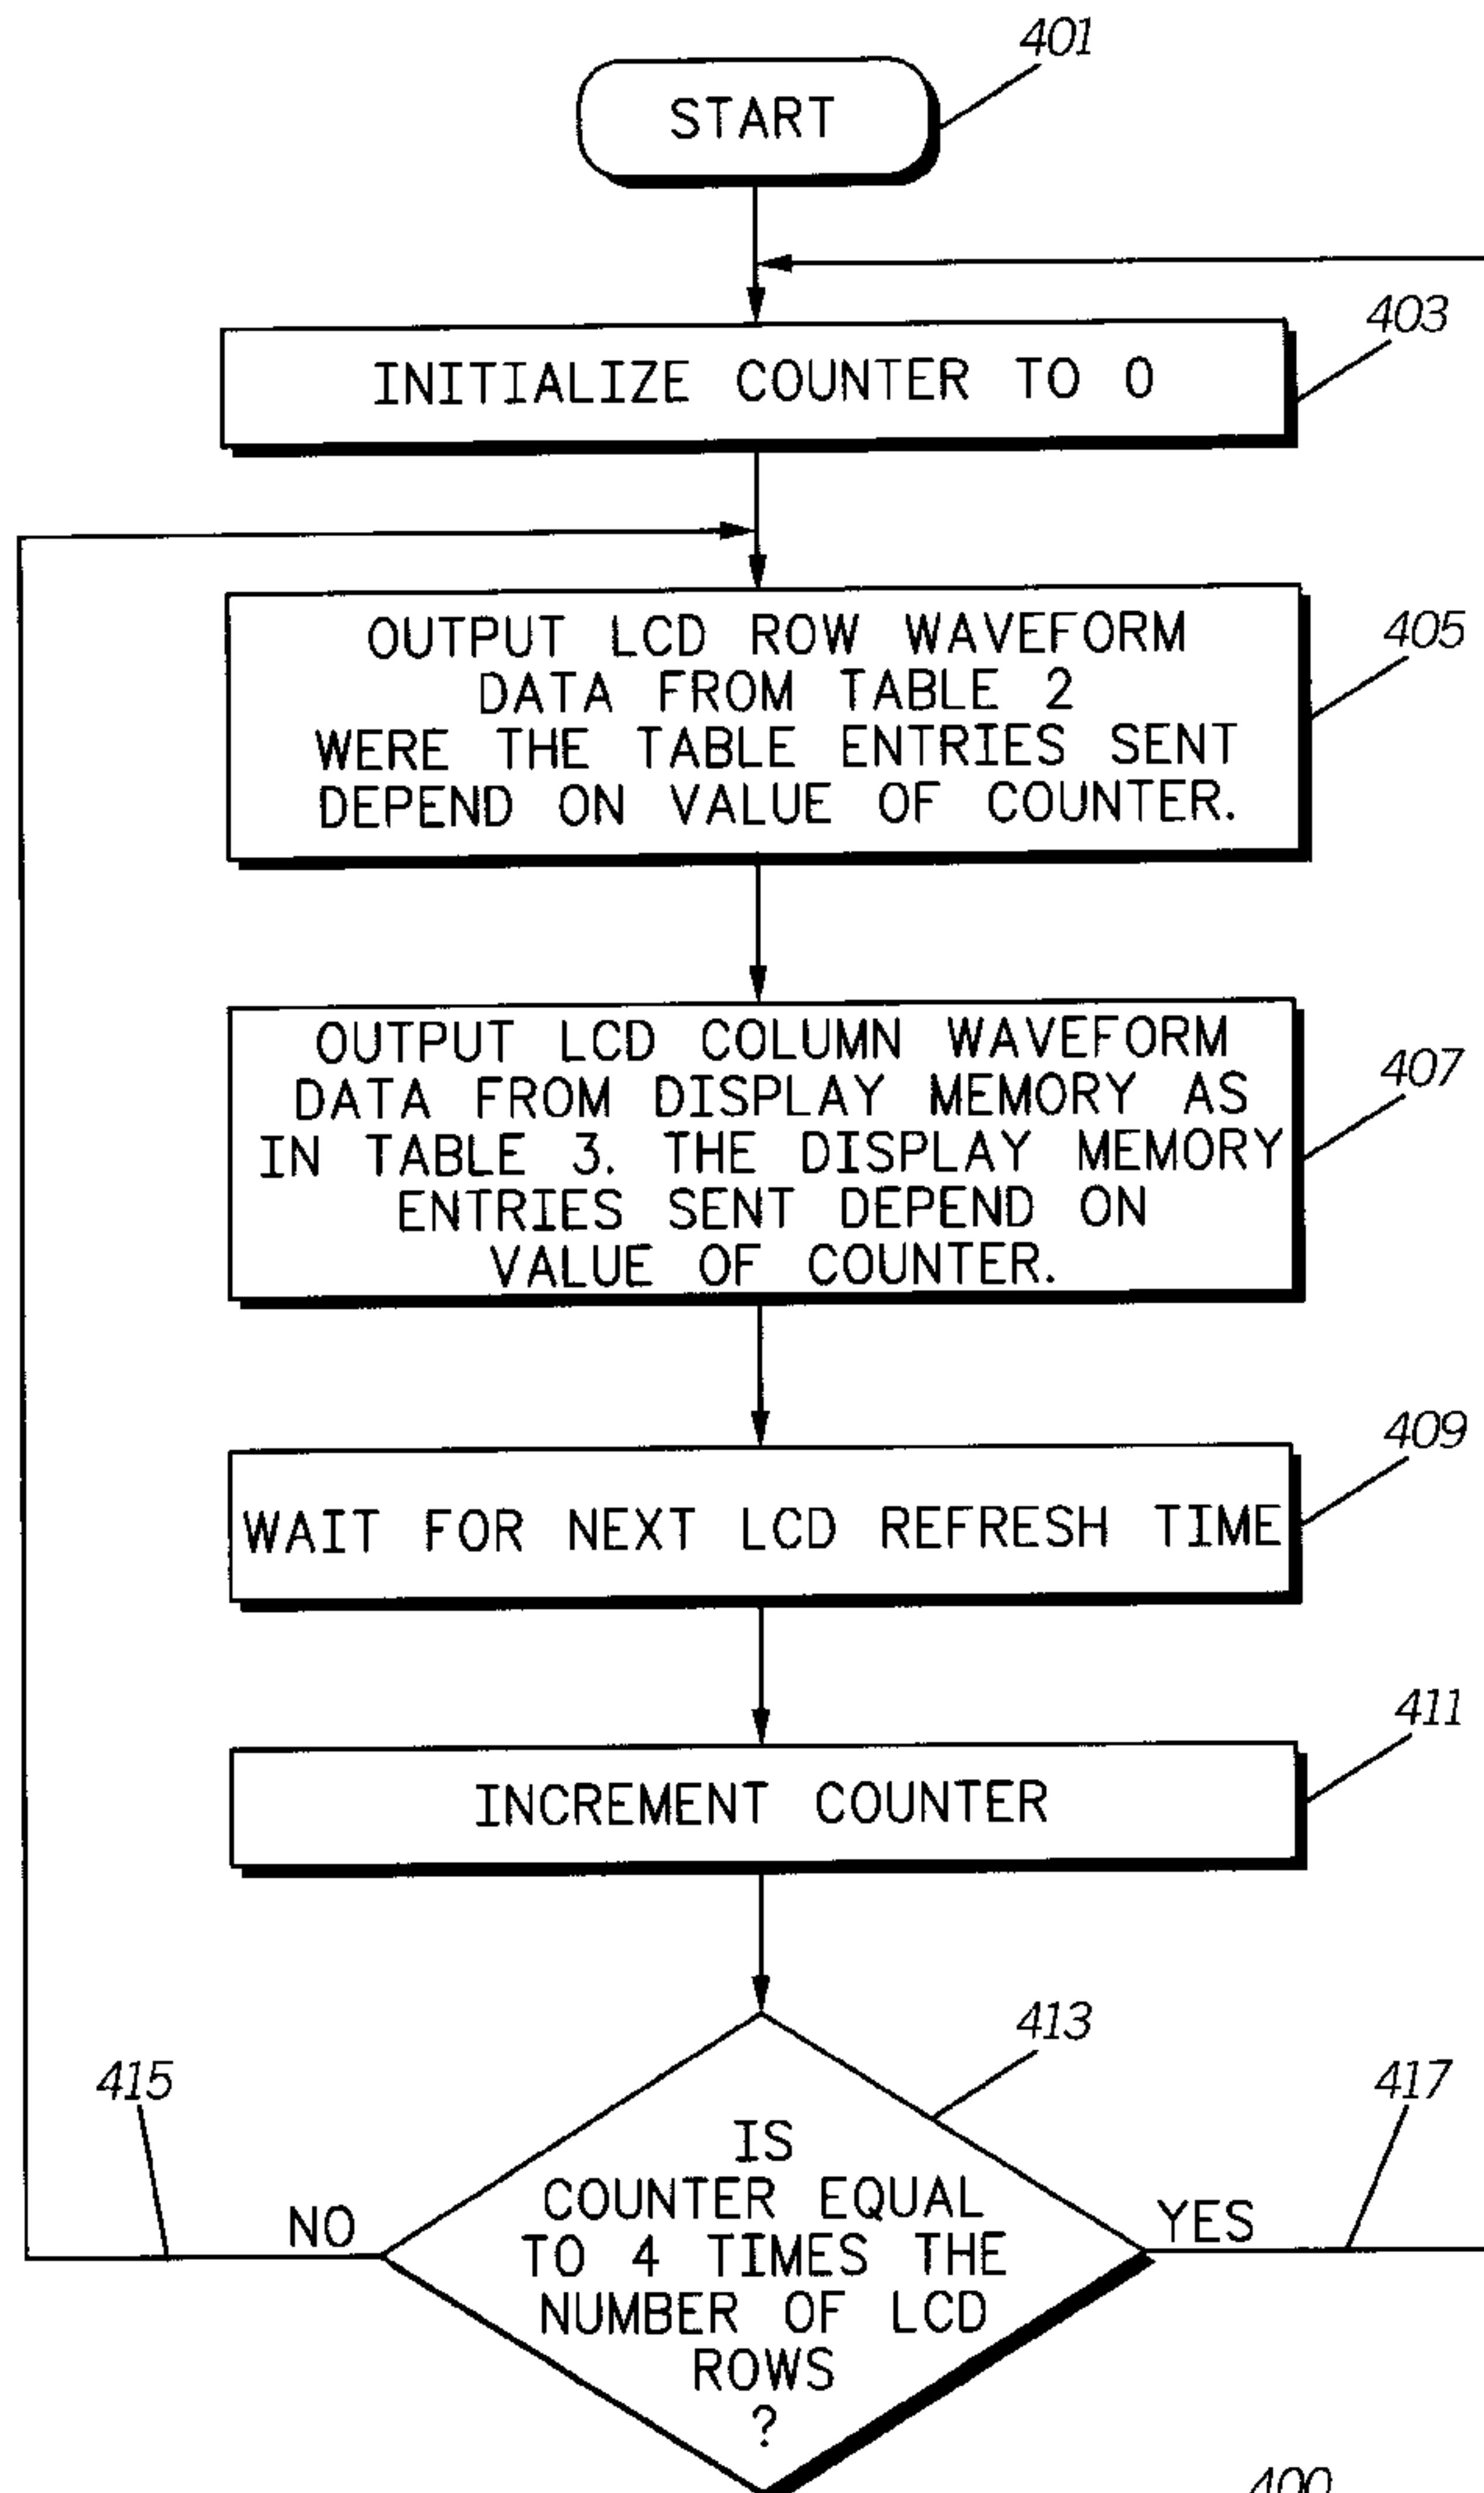 401
START
403
INITIALIZE COUNTER TO 0
405
OUTPUT LCD ROW WAVEFORM
DATA FROM TABLE 2
WERE THE TABLE ENTRIES SENT
DEPEND ON VALUE OF COUNTER.
407
OUTPUT LCD COLUMN WAVEFORM
DATA FROM DISPLAY MEMORY AS
IN TABLE 3. THE DISPLAY MEMORY
ENTRIES SENT DEPEND ON
VALUE OF COUNTER.
409
WAIT FOR NEXT LCD REFRESH TIME
411
INCREMENT COUNTER
413
415
417
NO
YES
IS
COUNTER EQUAL
TO 4 TIMES THE
NUMBER OF LCD
ROWS
?
400